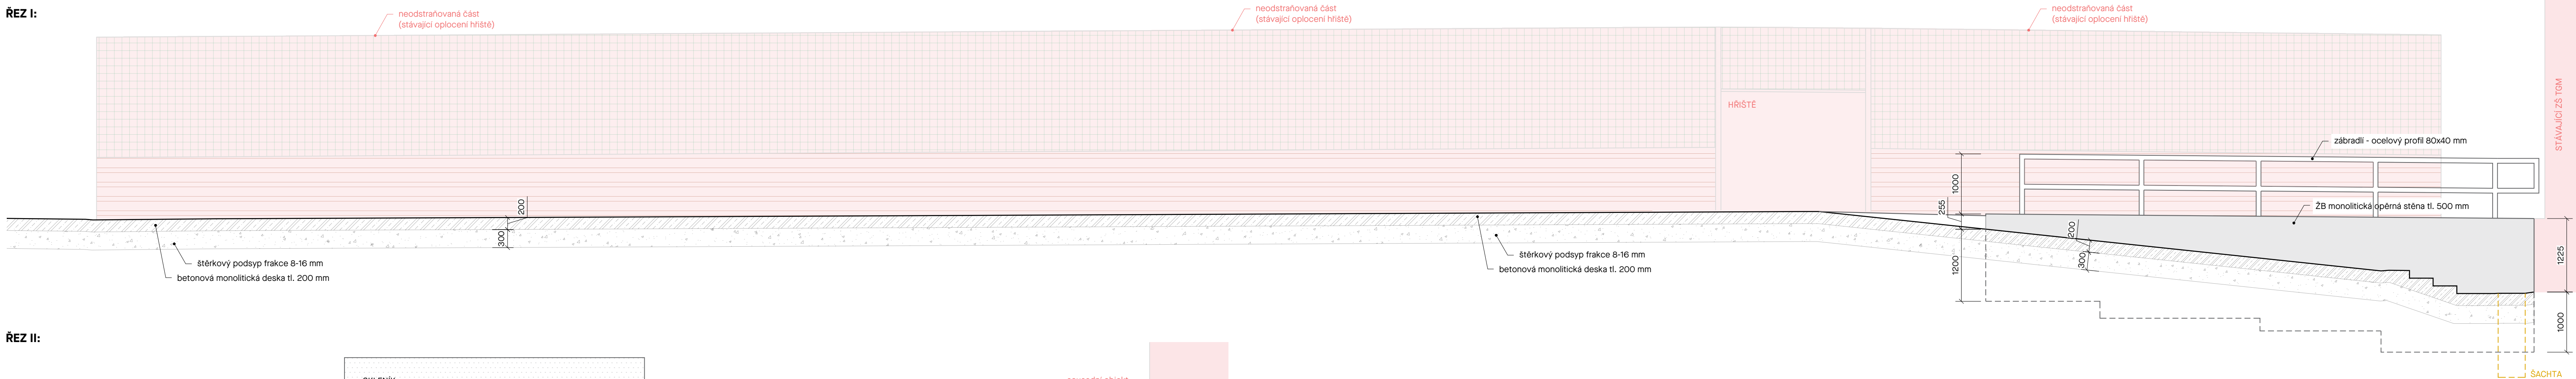 ŘEZ I:
neodstraňovaná část
(stávající oplocení hřiště)
neodstraňovaná část
(stávající oplocení hřiště)
neodstraňovaná část
(stávající oplocení hřiště)
HŘIŠTĚ
STÁVAJÍCÍ ZŠ TGM
zábradlí - ocelový profil 80x40 mm
ŽB monolitická opěrná stěna tl. 500 mm
200
300
štěrkový podsyp frakce 8-16 mm
betonová monolitická deska tl. 200 mm
štěrkový podsyp frakce 8-16 mm
betonová monolitická deska tl. 200 mm
1000
255
1200
200
300
1225
1000
ŠACHTA
ŘEZ II: